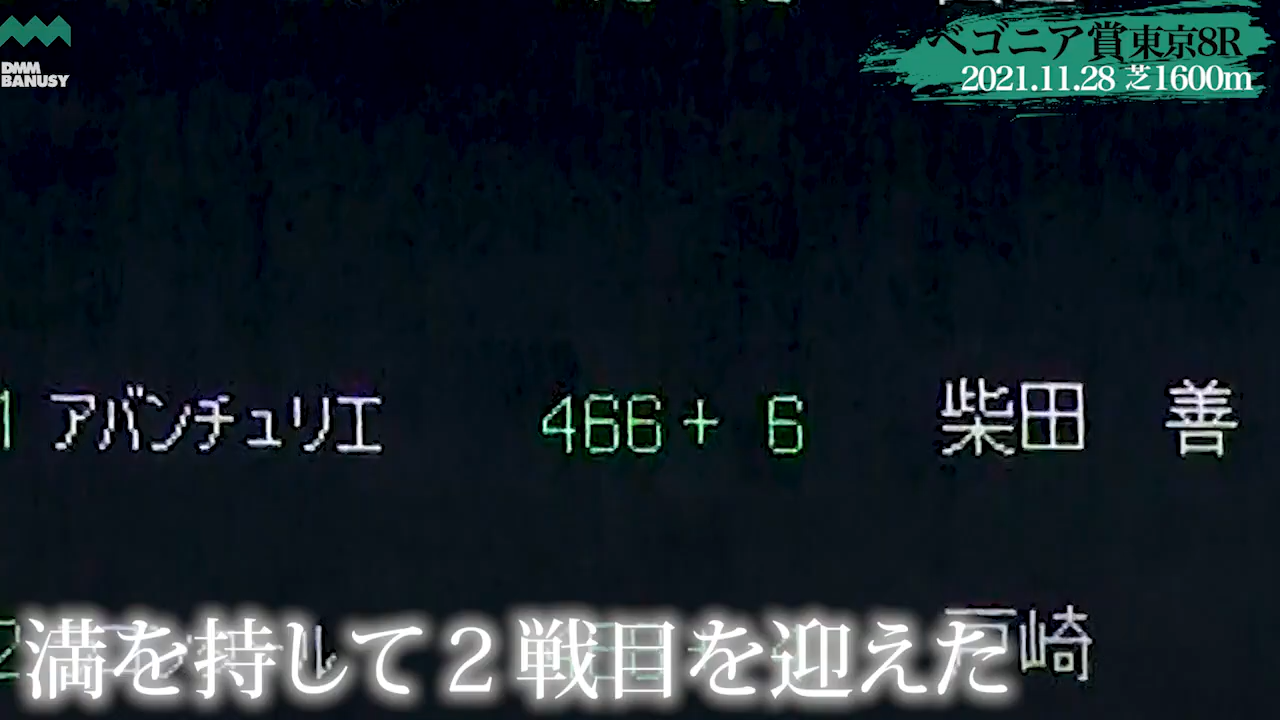 DMM
BANUSY
ベゴニア賞 東京8R
2021.11.28 芝1600m
1 アバンチュリエ 466+ 6 柴田 善
2 戸崎
満を持して２戦目を迎えた